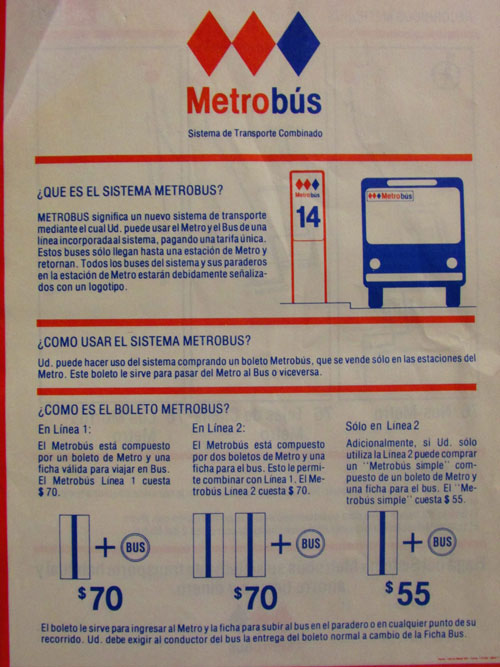 Metrobús
Sistema de Transporte Combinado
¿QUE ES EL SISTEMA METROBUS?
METROBUS significa un nuevo sistema de transporte
mediante el cual Ud. puede usar el Metro y el Bus de una
línea incorporada al sistema, pagando una tarifa única.
Estos buses sólo llegan hasta una estación de Metro y
retornan. Todos los buses del sistema y sus paraderos
en la estación de Metro estarán debidamente señaliza-
dos con un logotipo.
Metrobús
14
Metrobús
¿COMO USAR EL SISTEMA METROBUS?
Ud. puede hacer uso del sistema comprando un boleto Metrobús, que se vende sólo en las estaciones del
Metro. Este boleto le sirve para pasar del Metro al Bus o viceversa.
¿COMO ES EL BOLETO METROBUS?
En Línea 1:
El Metrobús está compuesto
por un boleto de Metro y una
ficha válida para viajar en Bus.
El Metrobús Línea 1 cuesta
$ 70.
+ BUS
$70
En Línea 2:
El Metrobús está compuesto
por dos boletos de Metro y una
ficha para el bus. Esto le permi-
te combinar con Línea 1. El Me-
trobús Línea 2 cuesta $ 70.
+ BUS
$70
Sólo en Línea 2
Adicionalmente, si Ud. sólo
utiliza la Línea 2 puede comprar
un "Metrobús simple" com-
puesto de un boleto de Metro y
una ficha para el bus. El "Me-
trobús simple" cuesta $ 55.
+ BUS
$55
El boleto le sirve para ingresar al Metro y la ficha para subir al bus en el paradero o en cualquier punto de su
recorrido. Ud. debe exigir al conductor del bus la entrega del boleto normal a cambio de la Ficha Bus.